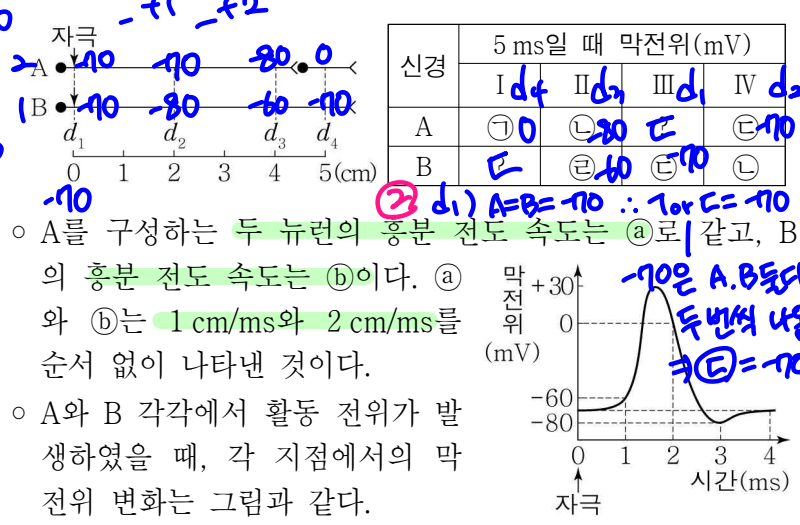 -+1 -+2
자극
2 A -70 -70 -80 0
1 B -70 -80 -60 -70
d₁ d₂ d₃ d₄
0 1 2 3 4 5(cm)
-70
신경 5 ms일 때 막전위(mV)
Ⅰ d₄ Ⅱ d₃ Ⅲ d₁ Ⅳ d₂
A ㉠ 0 ㉡ -80 ? ㄷ ㉢ -70
B ? ㄷ ㉣ -60 ㉢ -70 ㉡
② d₁) A=B=-70 ∴ ㄱ or ㄷ = -70
◦ A를 구성하는 두 뉴런의 흥분 전도 속도는 ⓐ로 같고, B
의 흥분 전도 속도는 ⓑ이다. ⓐ
와 ⓑ는 1 cm/ms와 2 cm/ms를
순서 없이 나타낸 것이다.
◦ A와 B 각각에서 활동 전위가 발
생하였을 때, 각 지점에서의 막
전위 변화는 그림과 같다.
-70은 A.B둘다
두번씩 나
⇒ ㉢ = -70
막전위(mV)
+30
0
-60
-80
0 1 2 3 4
시간(ms)
자극